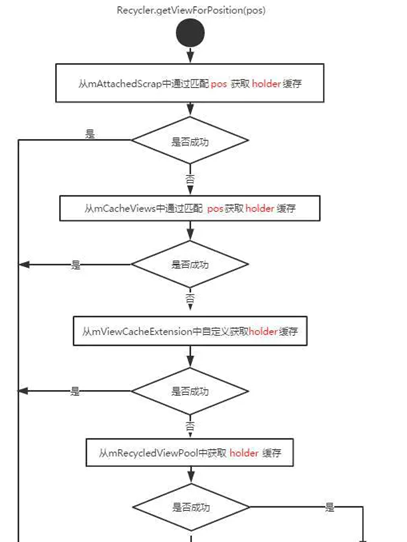 Recycler.getViewForPosition(pos)
从mAttachedScrap中通过匹配 pos 获取 holder 缓存
是
是否成功
否
从mCacheViews中通过匹配 pos获取 holder 缓存
是
是否成功
否
从mViewCacheExtension中自定义获取holder缓存
是
是否成功
否
从mRecycledViewPool中获取 holder 缓存
是否成功
是